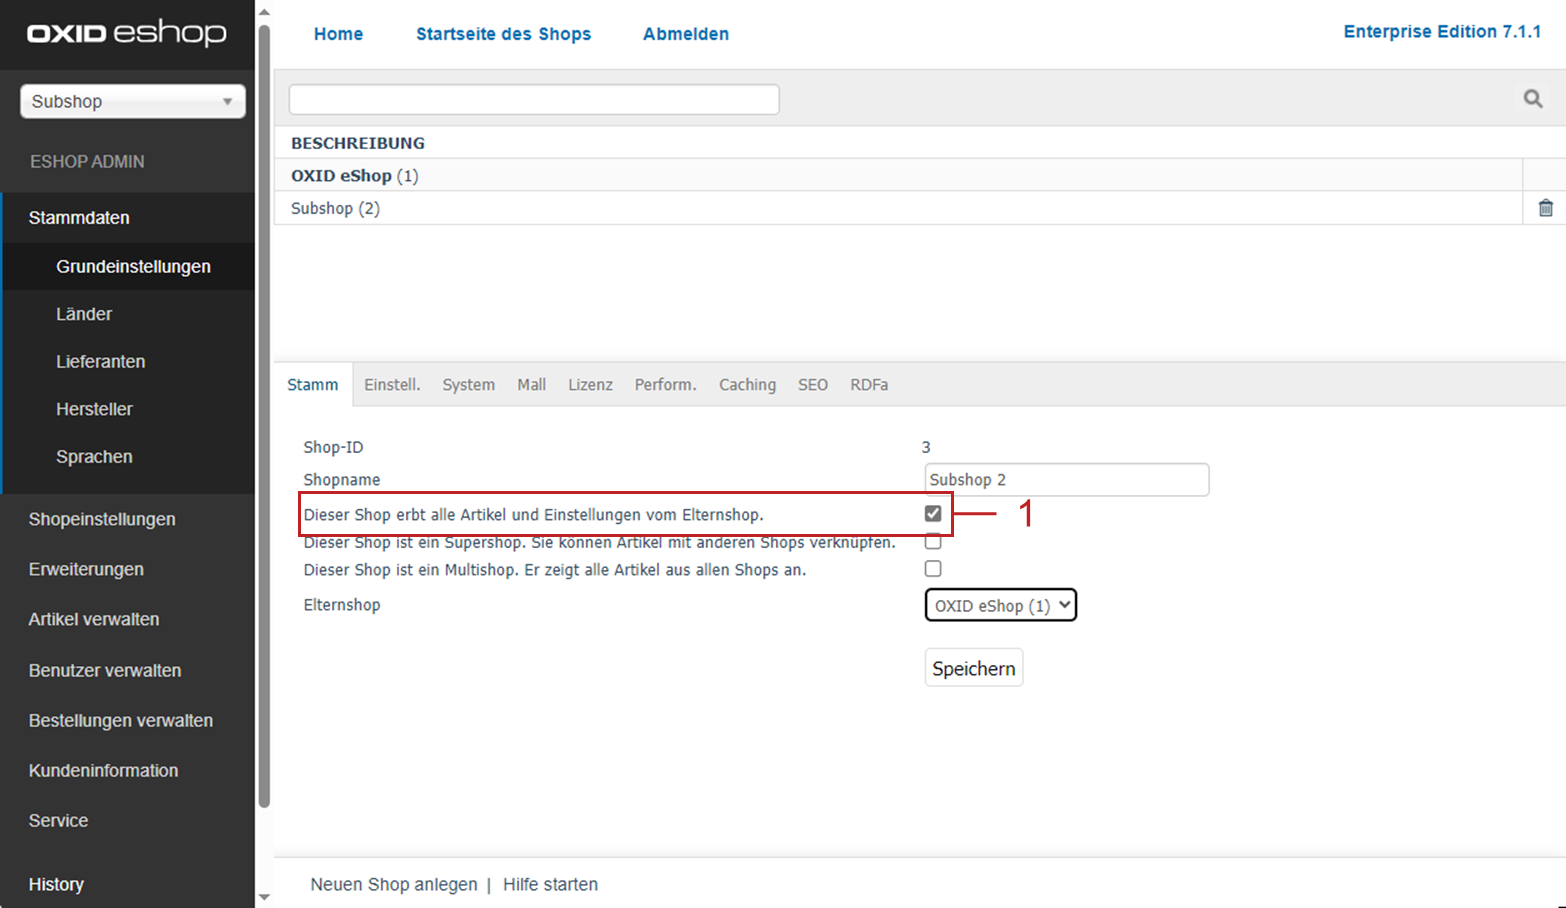 OXID eshop
Home
Startseite des Shops
Abmelden
Enterprise Edition 7.1.1
Subshop
ESHOP ADMIN
Stammdaten
Grundeinstellungen
Länder
Lieferanten
Hersteller
Sprachen
Shopeinstellungen
Erweiterungen
Artikel verwalten
Benutzer verwalten
Bestellungen verwalten
Kundeninformation
Service
History
BESCHREIBUNG
OXID eShop (1)
Subshop (2)
Stamm Einstell. System Mall Lizenz Perform. Caching SEO RDFa
Shop-ID 3
Shopname Subshop 2
Dieser Shop erbt alle Artikel und Einstellungen vom Elternshop. 1
Dieser Shop ist ein Supershop. Sie können Artikel mit anderen Shops verknüpfen.
Dieser Shop ist ein Multishop. Er zeigt alle Artikel aus allen Shops an.
Elternshop OXID eShop (1)
Speichern
Neuen Shop anlegen | Hilfe starten